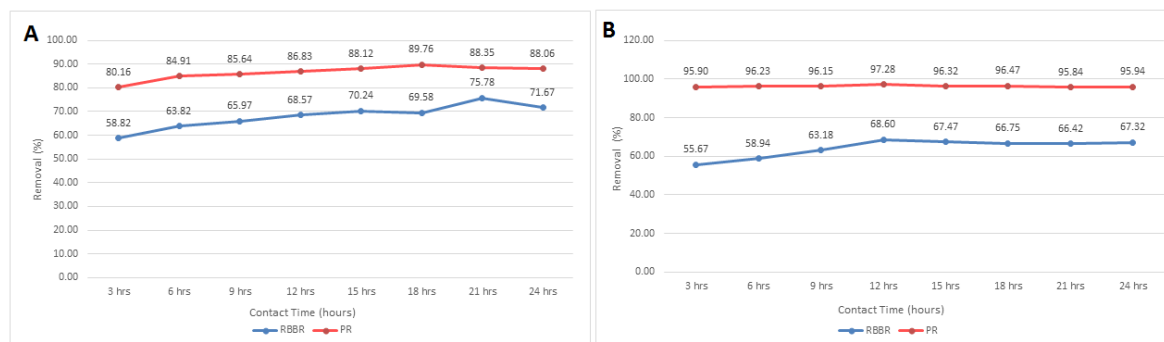 A
100.00
90.00
80.00
70.00
60.00
50.00
40.00
30.00
20.00
10.00
0.00
Removal (%)
80.16 84.91 85.64 86.83 88.12 89.76 88.35 88.06
58.82 63.82 65.97 68.57 70.24 69.58 75.78 71.67
3 hrs 6 hrs 9 hrs 12 hrs 15 hrs 18 hrs 21 hrs 24 hrs
Contact Time (hours)
RBBR PR
B
120.00
100.00
80.00
60.00
40.00
20.00
0.00
Removal (%)
95.90 96.23 96.15 97.28 96.32 96.47 95.84 95.94
55.67 58.94 63.18 68.60 67.47 66.75 66.42 67.32
3 hrs 6 hrs 9 hrs 12 hrs 15 hrs 18 hrs 21 hrs 24 hrs
Contact Time (hours)
RBBR PR